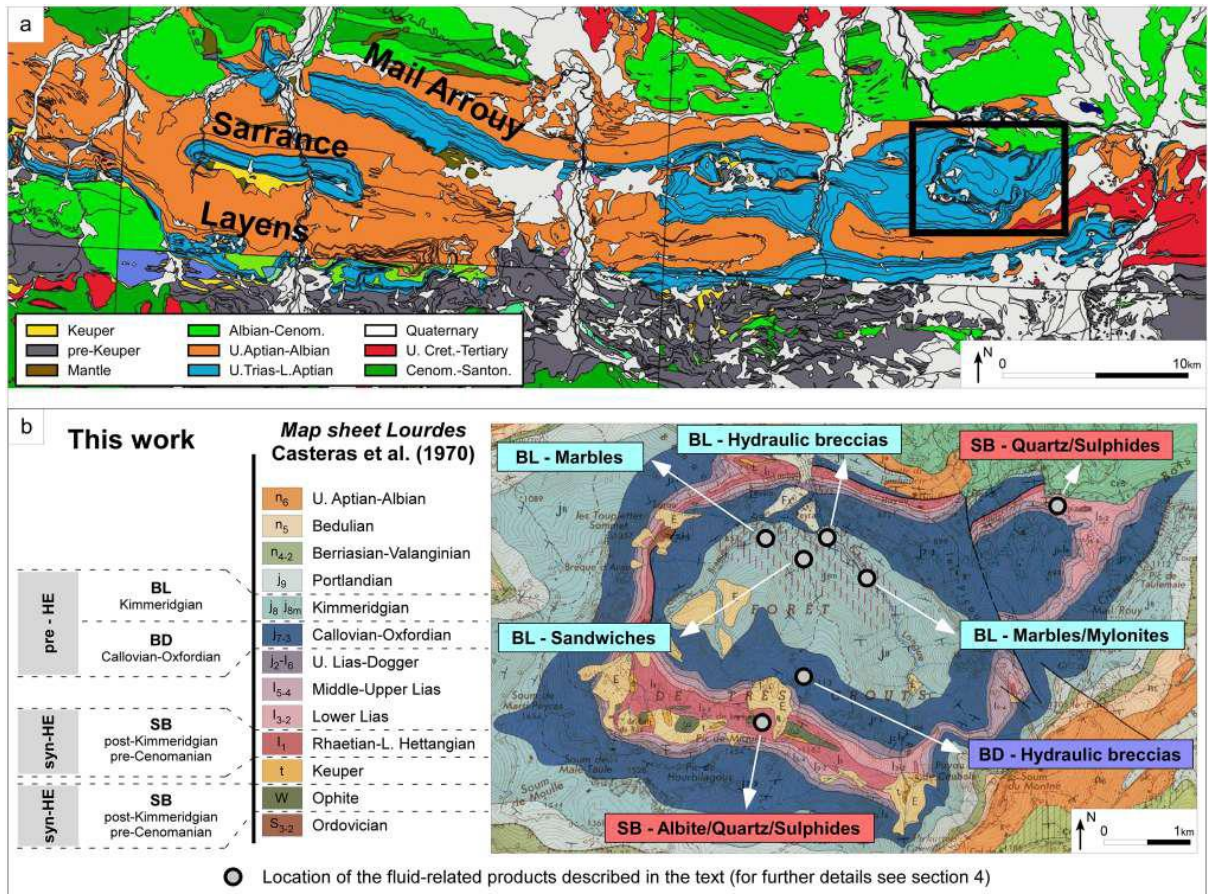 a
Mail Arrouy
Sarrance
Layens
Keuper
Albian-Cenom.
Quaternary
pre-Keuper
U.Aptian-Albian
U. Cret.-Tertiary
Mantle
U.Trias-L.Aptian
Cenom.-Santon.
N
0 10km
b
This work
Map sheet Lourdes
Casteras et al. (1970)
n6 U. Aptian-Albian
n5 Bedulian
n4-2 Berriasian-Valanginian
j9 Portlandian
pre - HE
BL
Kimmeridgian
j8 j8m Kimmeridgian
BD
Callovian-Oxfordian
j7-3 Callovian-Oxfordian
j2-l6 U. Lias-Dogger
l5-4 Middle-Upper Lias
l3-2 Lower Lias
syn-HE
SB
post-Kimmeridgian
pre-Cenomanian
l1 Rhaetian-L. Hettangian
t Keuper
W Ophite
syn-HE
SB
post-Kimmeridgian
pre-Cenomanian
S3-2 Ordovician
BL - Hydraulic breccias
SB - Quartz/Sulphides
BL - Marbles
BL - Sandwiches
BL - Marbles/Mylonites
BD - Hydraulic breccias
SB - Albite/Quartz/Sulphides
FORÊT
DE TRESCROUTS
N
0 1km
Location of the fluid-related products described in the text (for further details see section 4)